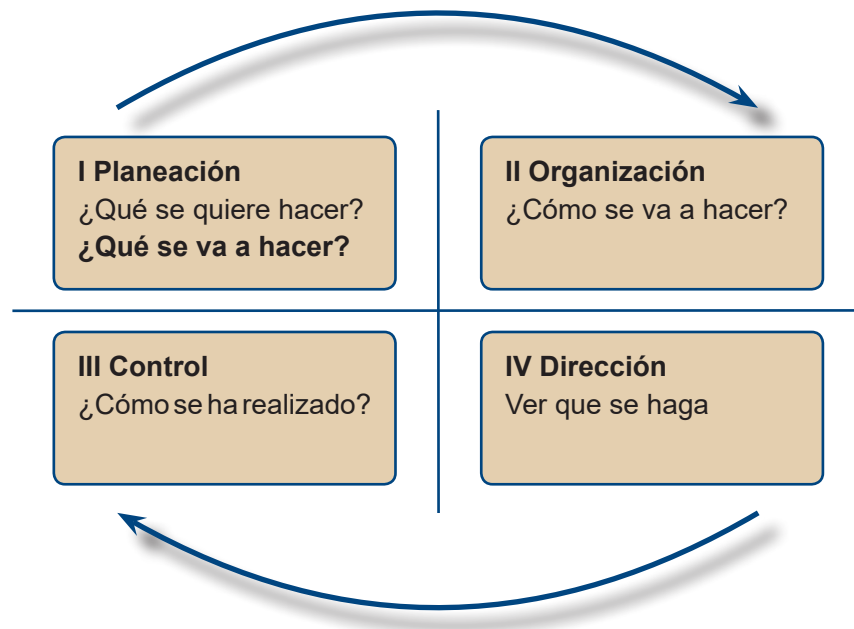 I Planeación
¿Qué se quiere hacer?
¿Qué se va a hacer?
II Organización
¿Cómo se va a hacer?
III Control
¿Cómo se ha realizado?
IV Dirección
Ver que se haga